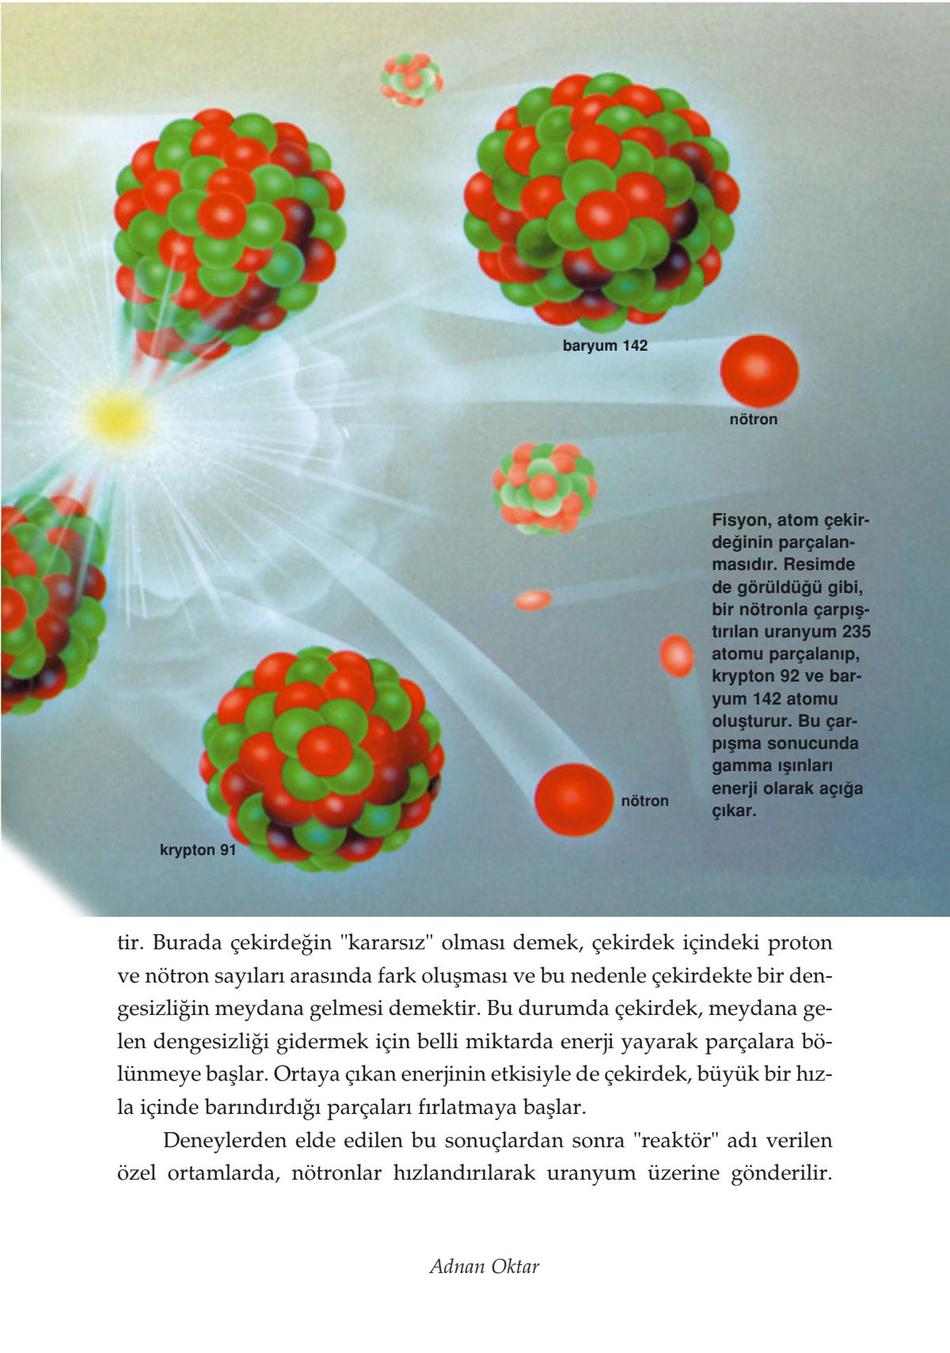 baryum 142
nötron
Fisyon, atom çekir-
değinin parçalan-
masıdır. Resimde
de görüldüğü gibi,
bir nötronla çarpış-
tırılan uranyum 235
atomu parçalanıp,
krypton 92 ve bar-
yum 142 atomu
oluşturur. Bu çar-
pışma sonucunda
gamma ışınları
enerji olarak açığa
çıkar.
nötron
krypton 91
tir. Burada çekirdeğin "kararsız" olması demek, çekirdek içindeki proton
ve nötron sayıları arasında fark oluşması ve bu nedenle çekirdekte bir den-
gesizliğin meydana gelmesi demektir. Bu durumda çekirdek, meydana ge-
len dengesizliği gidermek için belli miktarda enerji yayarak parçalara bö-
lünmeye başlar. Ortaya çıkan enerjinin etkisiyle de çekirdek, büyük bir hız-
la içinde barındırdığı parçaları fırlatmaya başlar.
Deneylerden elde edilen bu sonuçlardan sonra "reaktör" adı verilen
özel ortamlarda, nötronlar hızlandırılarak uranyum üzerine gönderilir.
Adnan Oktar